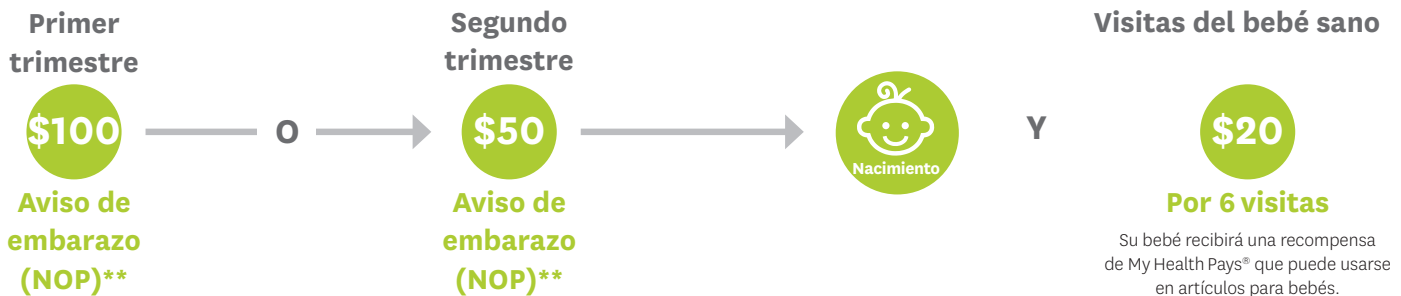 Primer
trimestre
$100
Aviso de
embarazo
(NOP)**
O
Segundo
trimestre
$50
Aviso de
embarazo
(NOP)**
Nacimiento
Y
Visitas del bebé sano
$20
Por 6 visitas
Su bebé recibirá una recompensa
de My Health Pays® que puede usarse
en artículos para bebés.